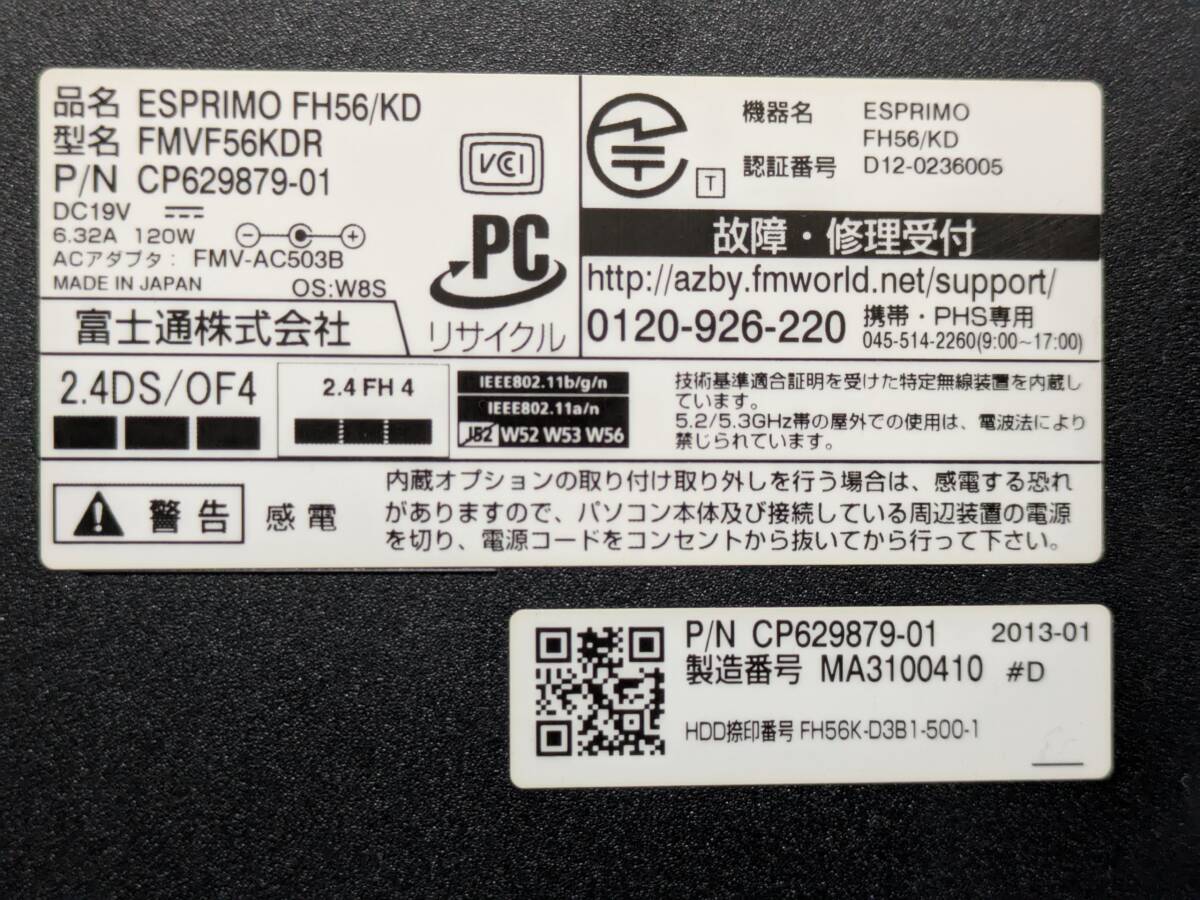 品名 ESPRIMO FH56/KD
型名 FMVF56KDR
P/N CP629879-01
DC19V
6.32A 120W
ACアダプタ: FMV-AC503B
MADE IN JAPAN
OS:W8S
富士通株式会社
VCI
PC
リサイクル
T
機器名 ESPRIMO
FH56/KD
認証番号 D12-0236005
故障・修理受付
http://azby.fmworld.net/support/
0120-926-220
携帯・PHS専用
045-514-2260(9:00~17:00)
2.4DS/OF4
2.4 FH 4
IEEE802.11b/g/n
IEEE802.11a/n
J52 W52 W53 W56
技術基準適合証明を受けた特定無線装置を内蔵し
ています。
5.2/5.3GHz帯の屋外での使用は、電波法により
禁じられています。
警告 感電
内蔵オプションの取り付け取り外しを行う場合は、感電する恐れ
がありますので、パソコン本体及び接続している周辺装置の電源
を切り、電源コードをコンセントから抜いてから行って下さい。
P/N CP629879-01 2013-01
製造番号 MA3100410 #D
HDD捺印番号 FH56K-D3B1-500-1